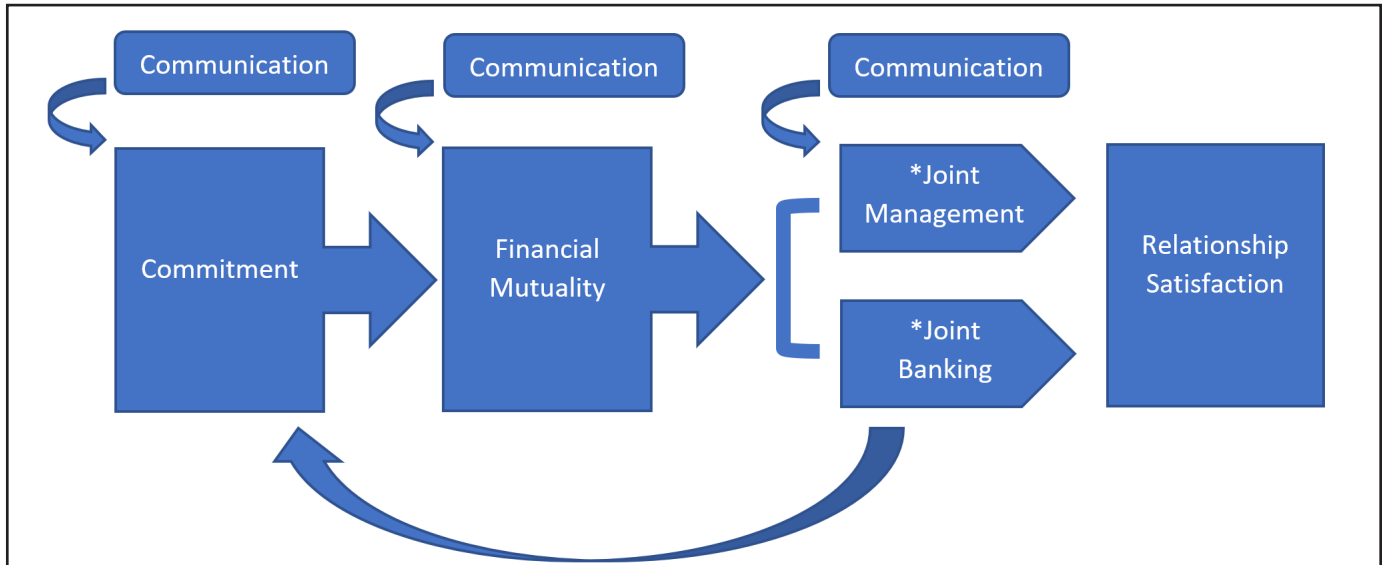 Communication
Communication
Communication
Commitment
Financial
Mutuality
*Joint
Management
*Joint
Banking
Relationship
Satisfaction